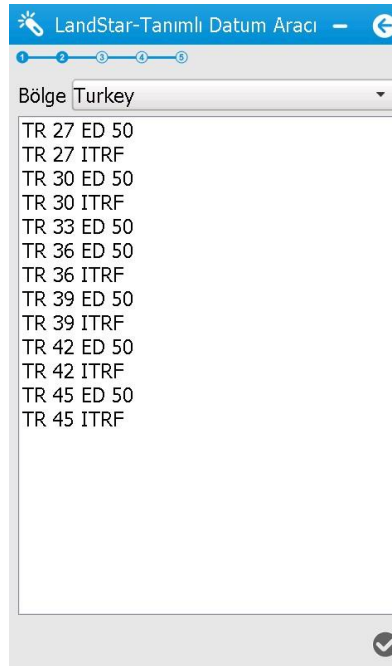 LandStar-Tanımlı Datum Aracı
1 2 3 4 5
Bölge Turkey
TR 27 ED 50
TR 27 ITRF
TR 30 ED 50
TR 30 ITRF
TR 33 ED 50
TR 36 ED 50
TR 36 ITRF
TR 39 ED 50
TR 39 ITRF
TR 42 ED 50
TR 42 ITRF
TR 45 ED 50
TR 45 ITRF